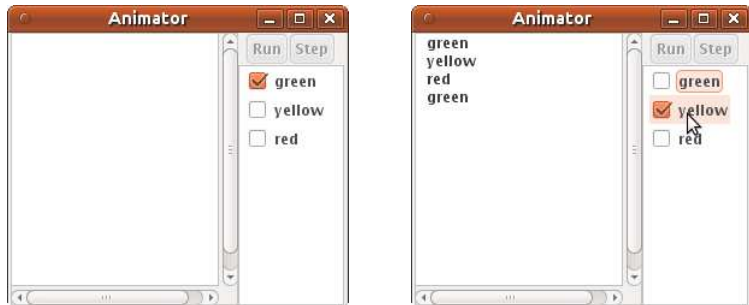 Animator
Run Step
green
yellow
red
Animator
green
yellow
red
green
Run Step
green
yellow
red